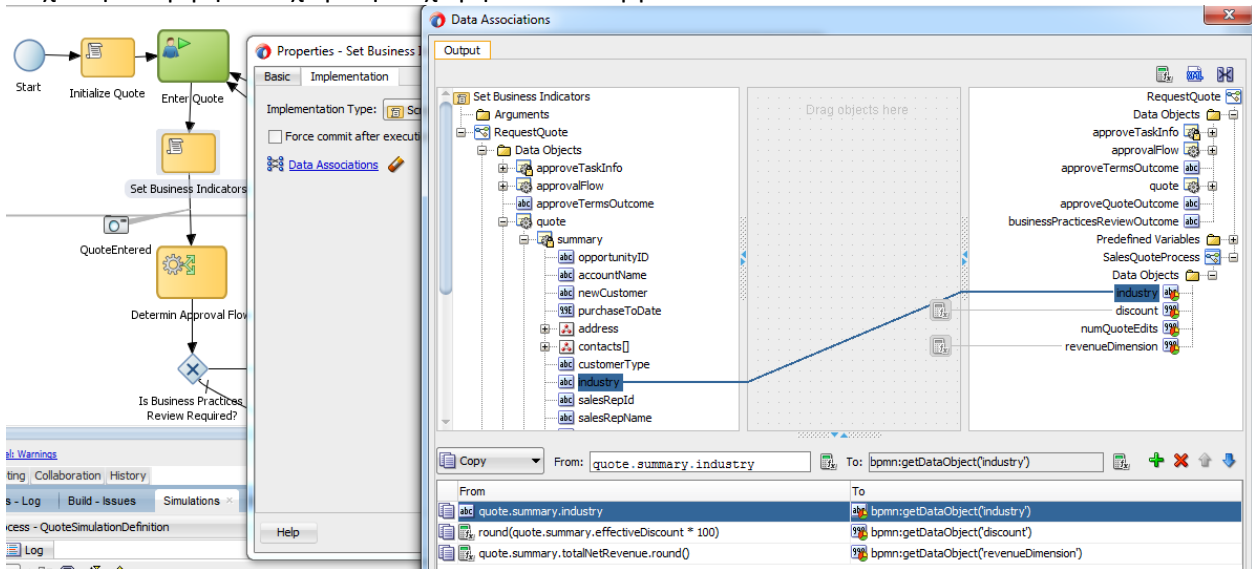 Data Associations
Start
Initialize Quote
Enter Quote
Set Business Indicators
QuoteEntered
Determin Approval Flow
Is Business Practices
Review Required?
Warnings
Collaboration History
- Log
Build - Issues
Simulations
- QuoteSimulationDefinition
Log
Properties - Set Business I
Basic
Implementation
Implementation Type:
Force commit after executi
Data Associations
Help
Output
Set Business Indicators
Arguments
RequestQuote
Data Objects
approveTaskInfo
approvalFlow
approveTermsOutcome
quote
summary
opportunityID
accountName
newCustomer
purchaseToDate
address
contacts[]
customerType
industry
salesRepId
salesRepName
Drag objects here
RequestQuote
Data Objects
approveTaskInfo
approvalFlow
approveTermsOutcome
quote
approveQuoteOutcome
businessPracticesReviewOutcome
Predefined Variables
SalesQuoteProcess
Data Objects
industry
discount
numQuoteEdits
revenueDimension
Copy From: quote.summary.industry To: bpmn:getDataObject('industry')
From To
quote.summary.industry bpmn:getDataObject('industry')
round(quote.summary.effectiveDiscount * 100) bpmn:getDataObject('discount')
quote.summary.totalNetRevenue.round() bpmn:getDataObject('revenueDimension')